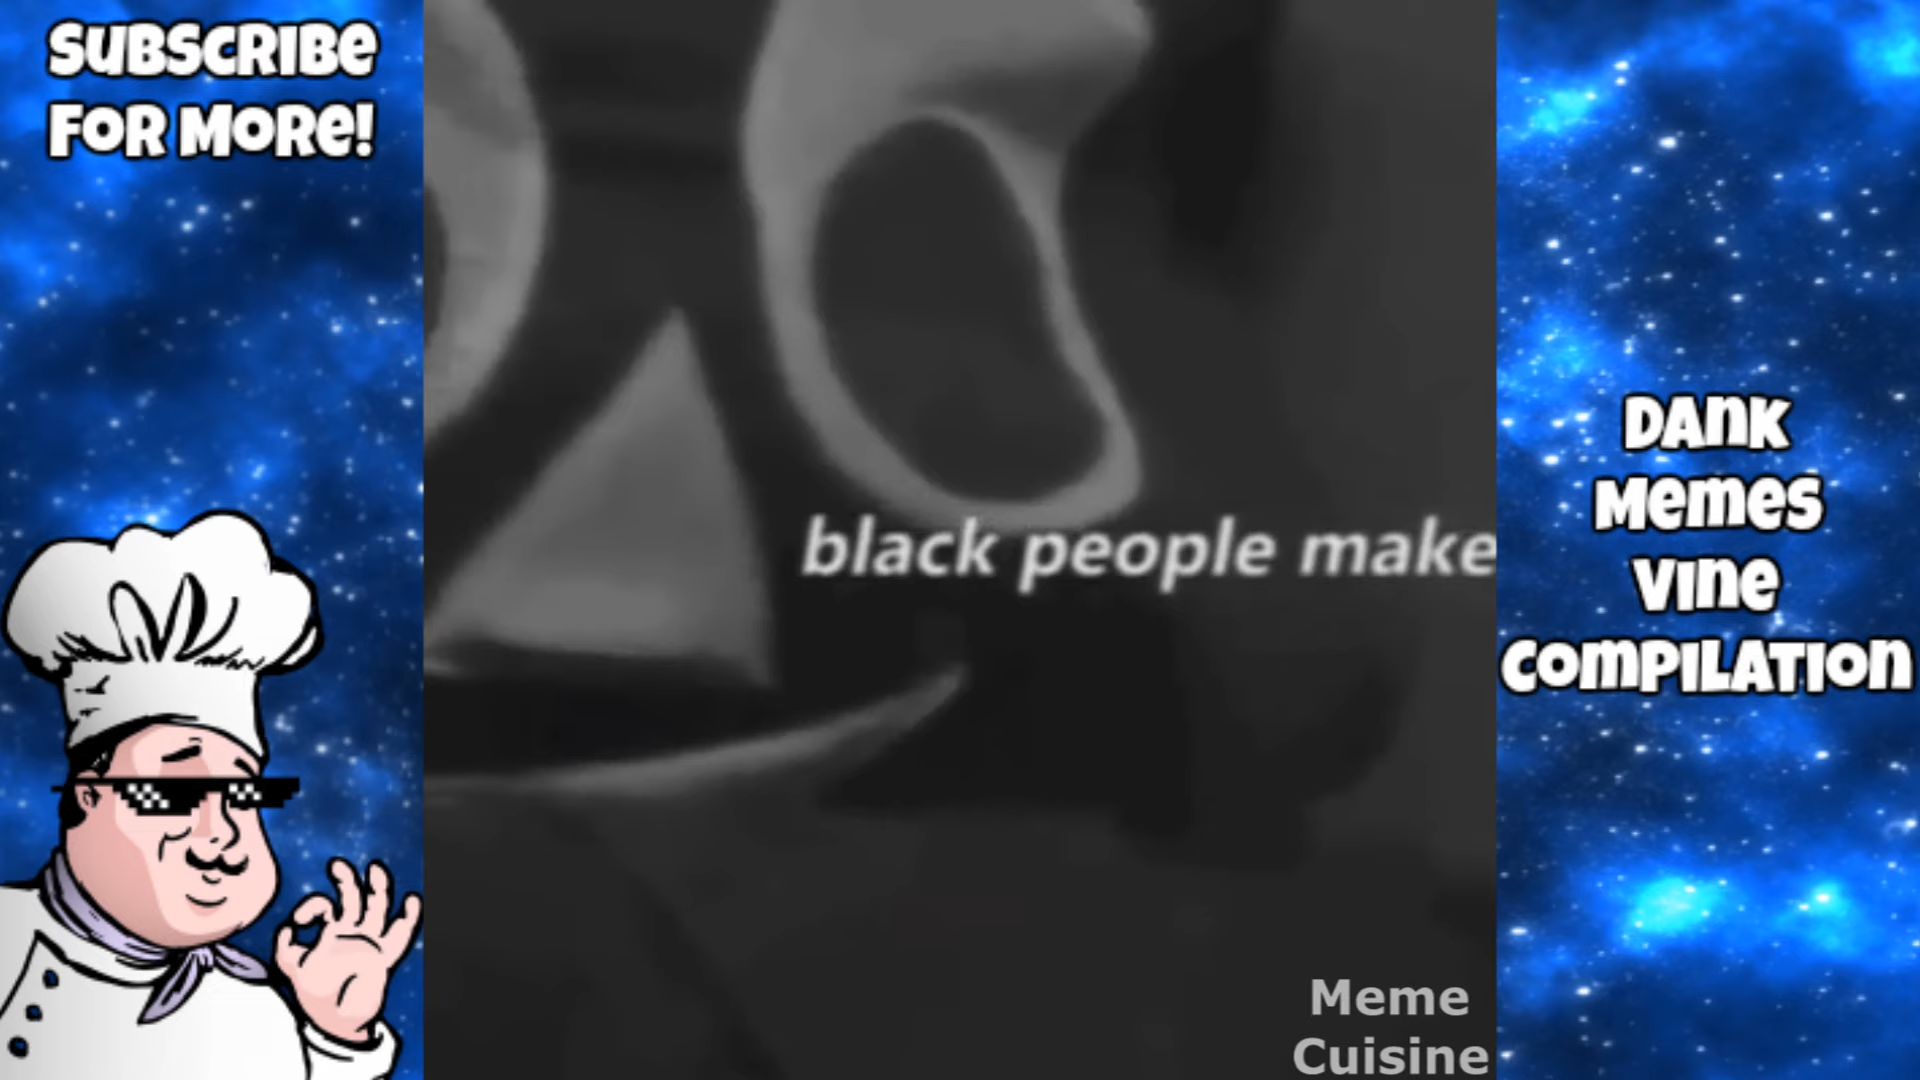 SUBSCRIBE
FOR MORE!
black people make
DANK
MEMES
VINE
COMPILATION
Meme
Cuisine